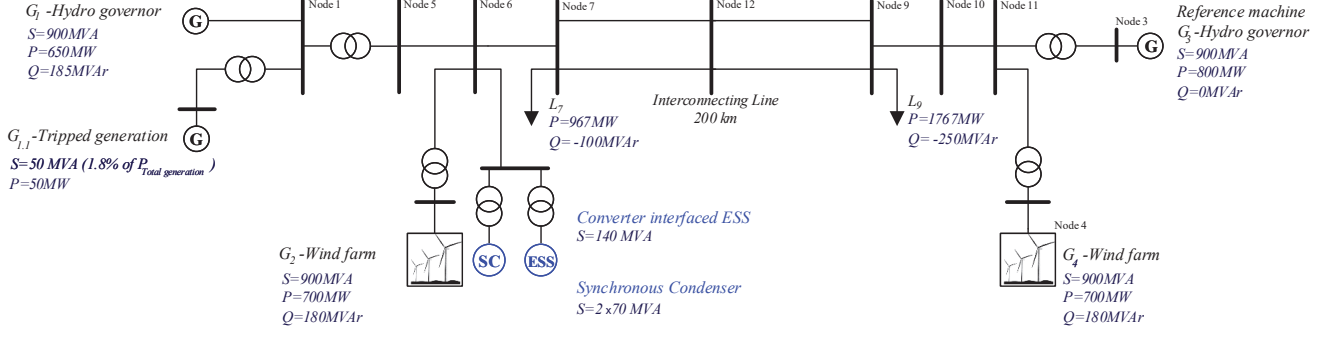 G1 -Hydro governor
S=900MVA
P=650MW
Q=185MVAr
G
Node 1
Node 5
Node 6
Node 7
Node 12
Node 9
Node 10
Node 11
Node 3
G
Reference machine
G3-Hydro governor
S=900MVA
P=800MW
Q=0MVAr
G1.1-Tripped generation
G
S=50 MVA (1.8% of PTotal generation )
P=50MW
L7
P=967MW
Q= -100MVAr
Interconnecting Line
200 km
L9
P=1767MW
Q= -250MVAr
G2 -Wind farm
S=900MVA
P=700MW
Q=180MVAr
SC
ESS
Converter interfaced ESS
S=140 MVA
Synchronous Condenser
S=2 x70 MVA
Node 4
G4 -Wind farm
S=900MVA
P=700MW
Q=180MVAr